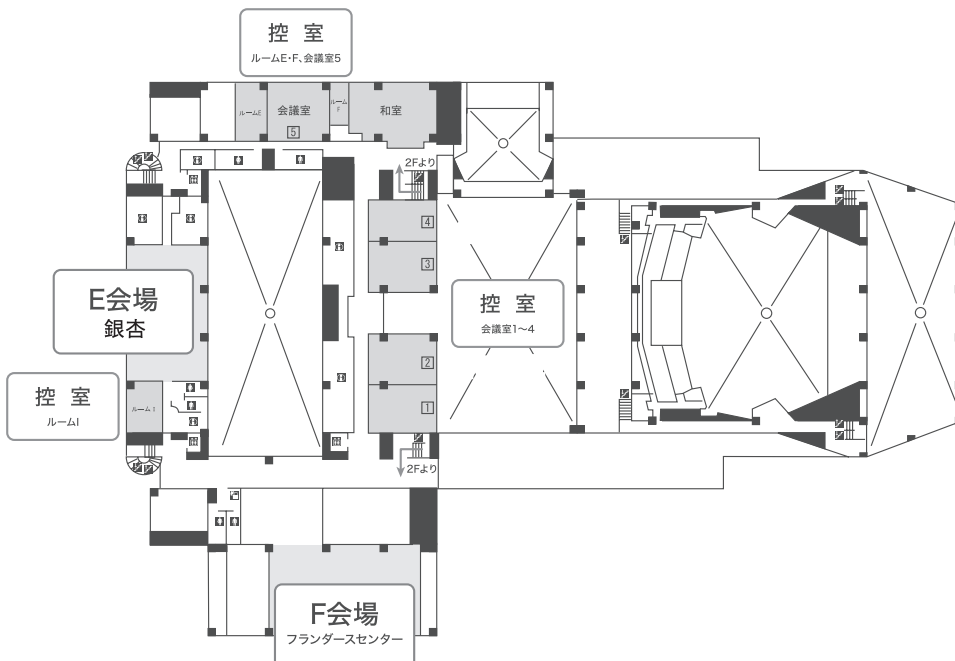 控 室
ルームE・F、会議室5
ルームE
会議室
5
ルーム
F
和室
2Fより
4
3
E会場
銀杏
控 室
会議室1〜4
2
控 室
ルームI
ルーム I
1
2Fより
F会場
フランダースセンター